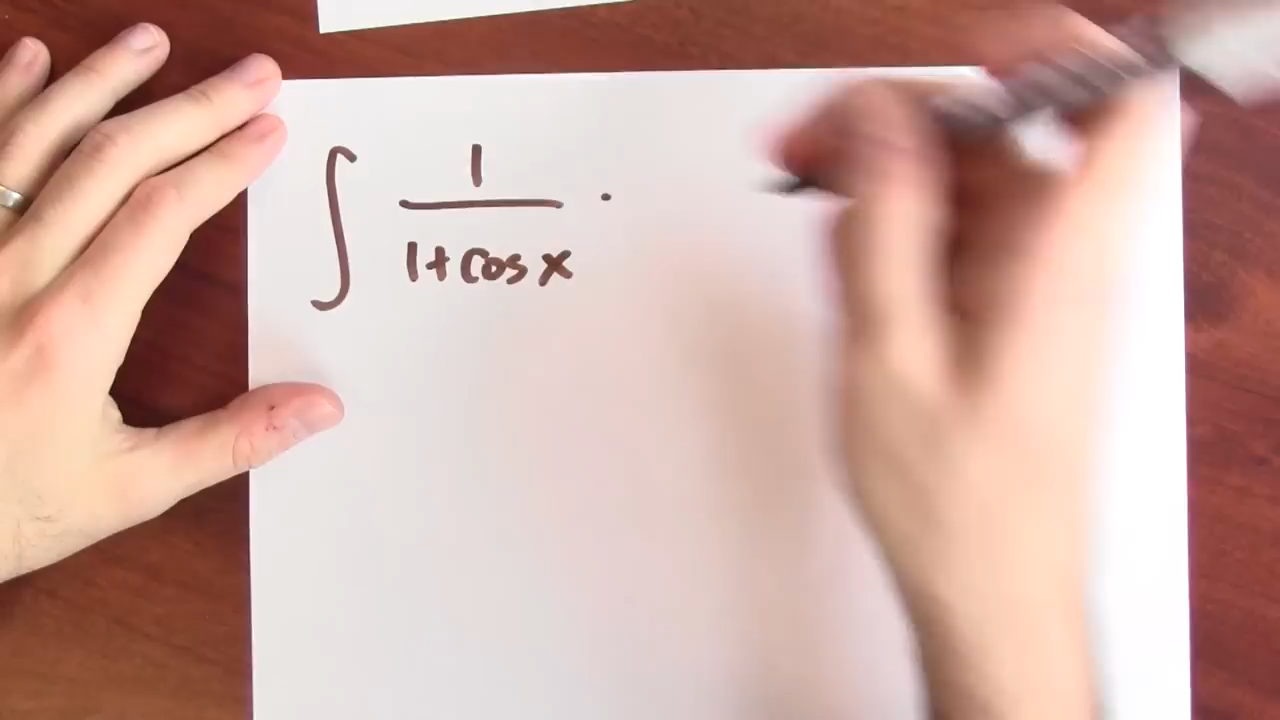 ∫ 1/(1+cos x) ·